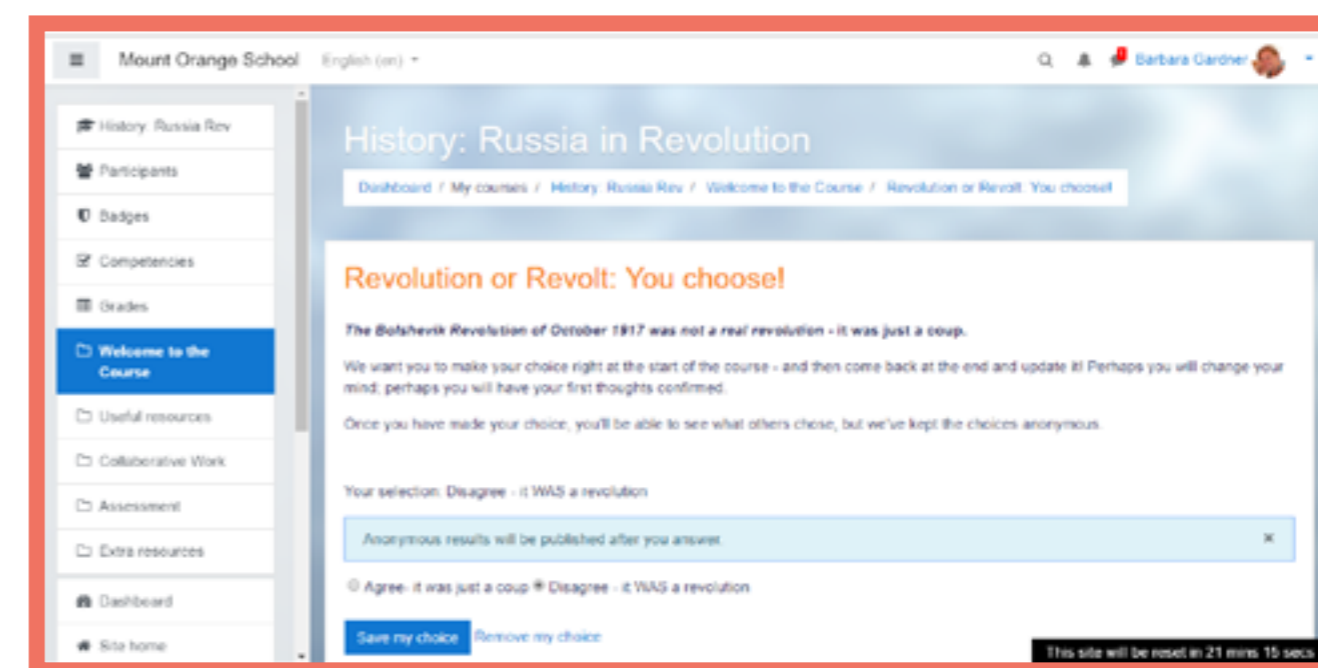 Mount Orange School English (en)
Barbara Gardner
History: Russia Rev
Participants
Badges
Competencies
Grades
Welcome to the
Course
Useful resources
Collaborative Work
Assessment
Extra resources
Dashboard
Site home
History: Russia in Revolution
Dashboard / My courses / History: Russia Rev / Welcome to the Course / Revolution or Revolt: You choose!
Revolution or Revolt: You choose!
The Bolshevik Revolution of October 1917 was not a real revolution - it was just a coup.
We want you to make your choice right at the start of the course - and then come back at the end and update it! Perhaps you will change your
mind; perhaps you will have your first thoughts confirmed.
Once you have made your choice, you'll be able to see what others chose, but we've kept the choices anonymous.
Your selection: Disagree - it WAS a revolution
Anonymous results will be published after you answer.
Agree- it was just a coup Disagree - it WAS a revolution
Save my choice Remove my choice
This site will be reset in 21 mins 15 secs